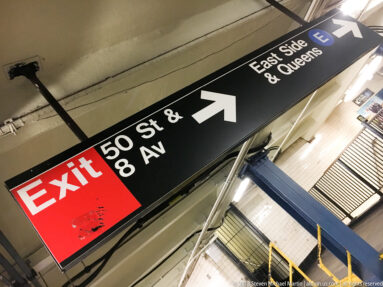 Exit
50 St &
8 Av
East Side
& Queens
E